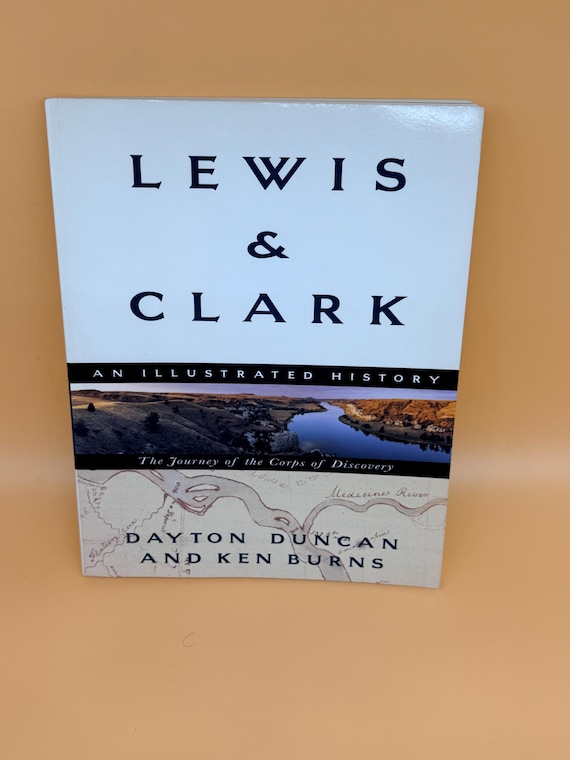 LEWIS
&
CLARK
AN ILLUSTRATED HISTORY
The Journey of the Corps of Discovery
Medicine River
DAYTON DUNCAN
AND KEN BURNS